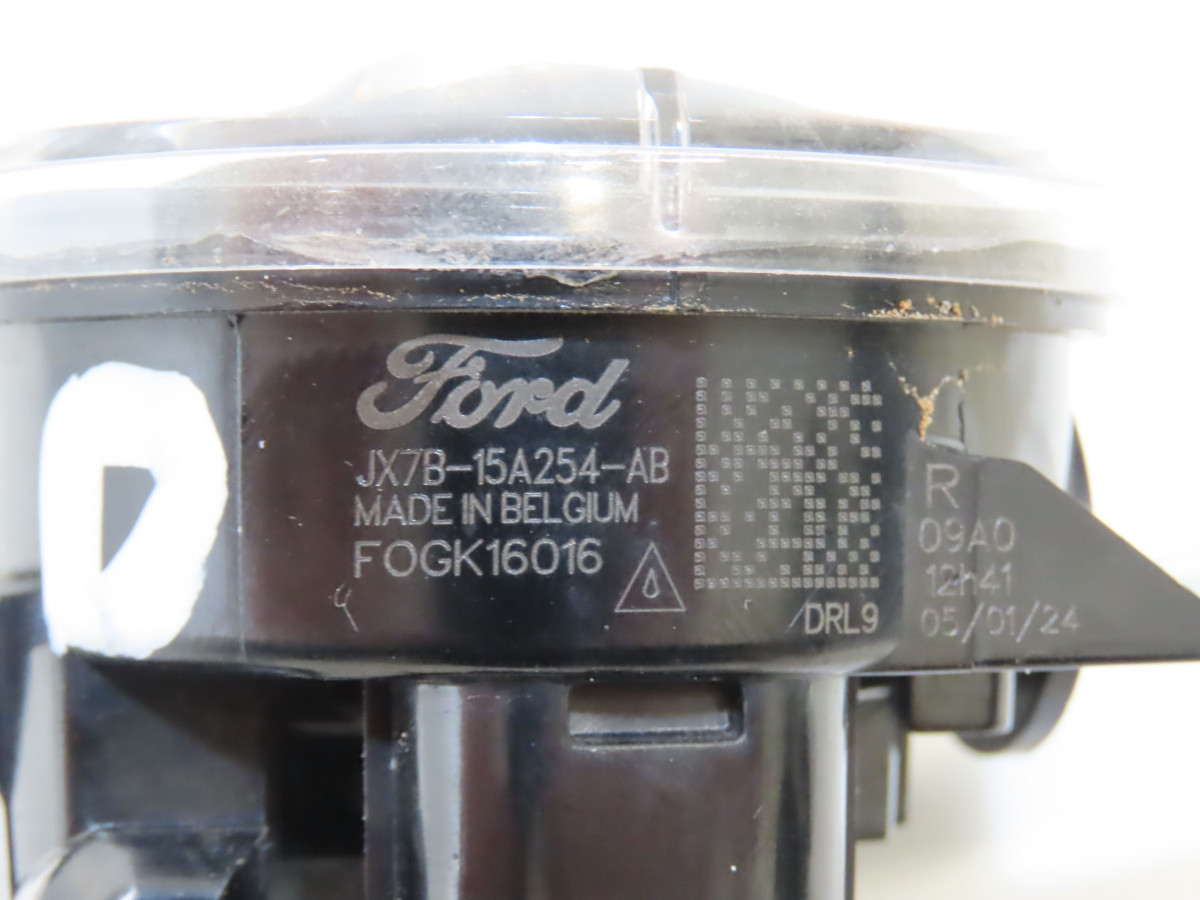 D
Ford
JX7B-15A254-AB
MADE IN BELGIUM
FOGK16016
DRL9
R
09A0
12h41
05/01/24